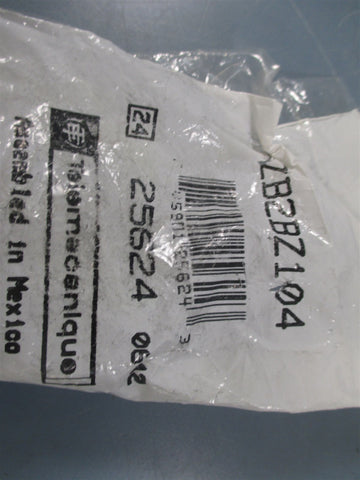 ZB2BZ104
24 25624 0612
Telemecanique
Assembled in Mexico